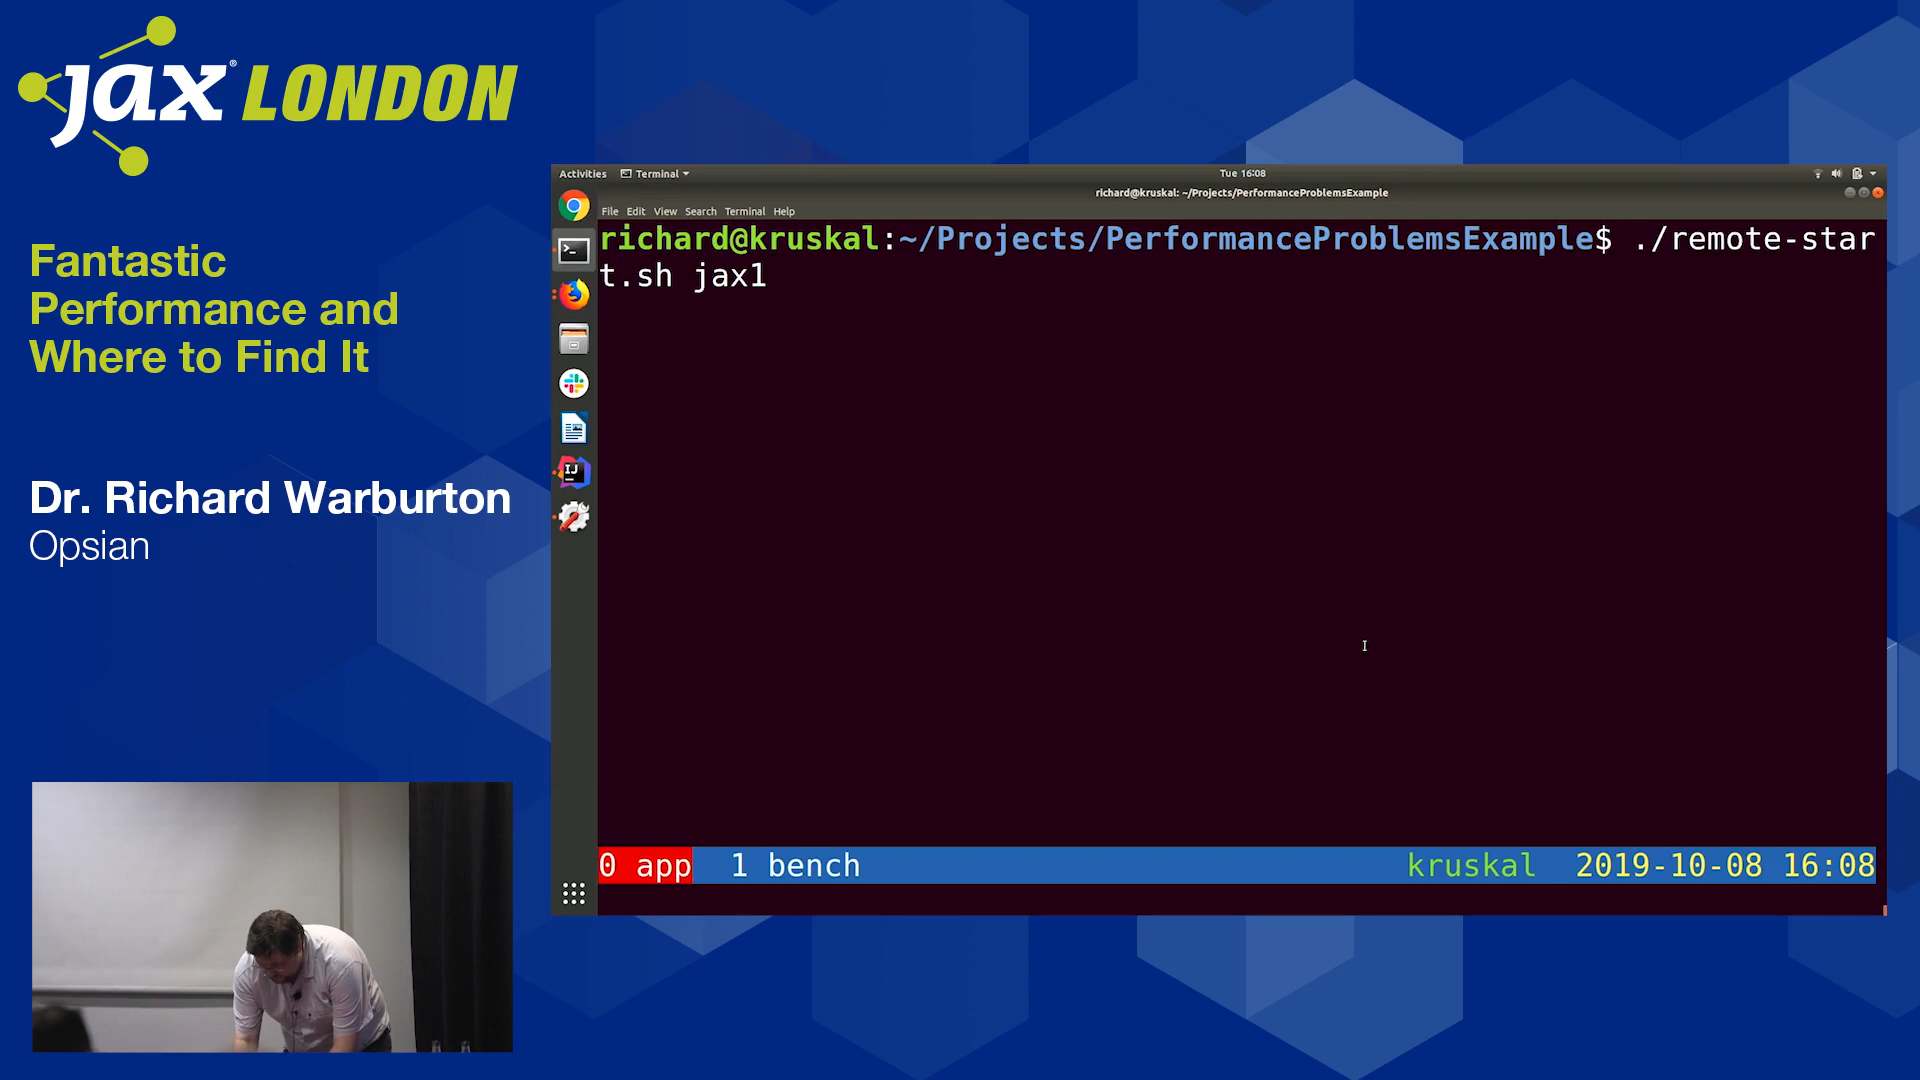 jax® LONDON
Fantastic
Performance and
Where to Find It
Dr. Richard Warburton
Opsian
Activities Terminal Tue 16:08
richard@kruskal: ~/Projects/PerformanceProblemsExample
File Edit View Search Terminal Help
richard@kruskal:~/Projects/PerformanceProblemsExample$ ./remote-star
t.sh jax1
>_
IJ
0 app 1 bench kruskal 2019-10-08 16:08